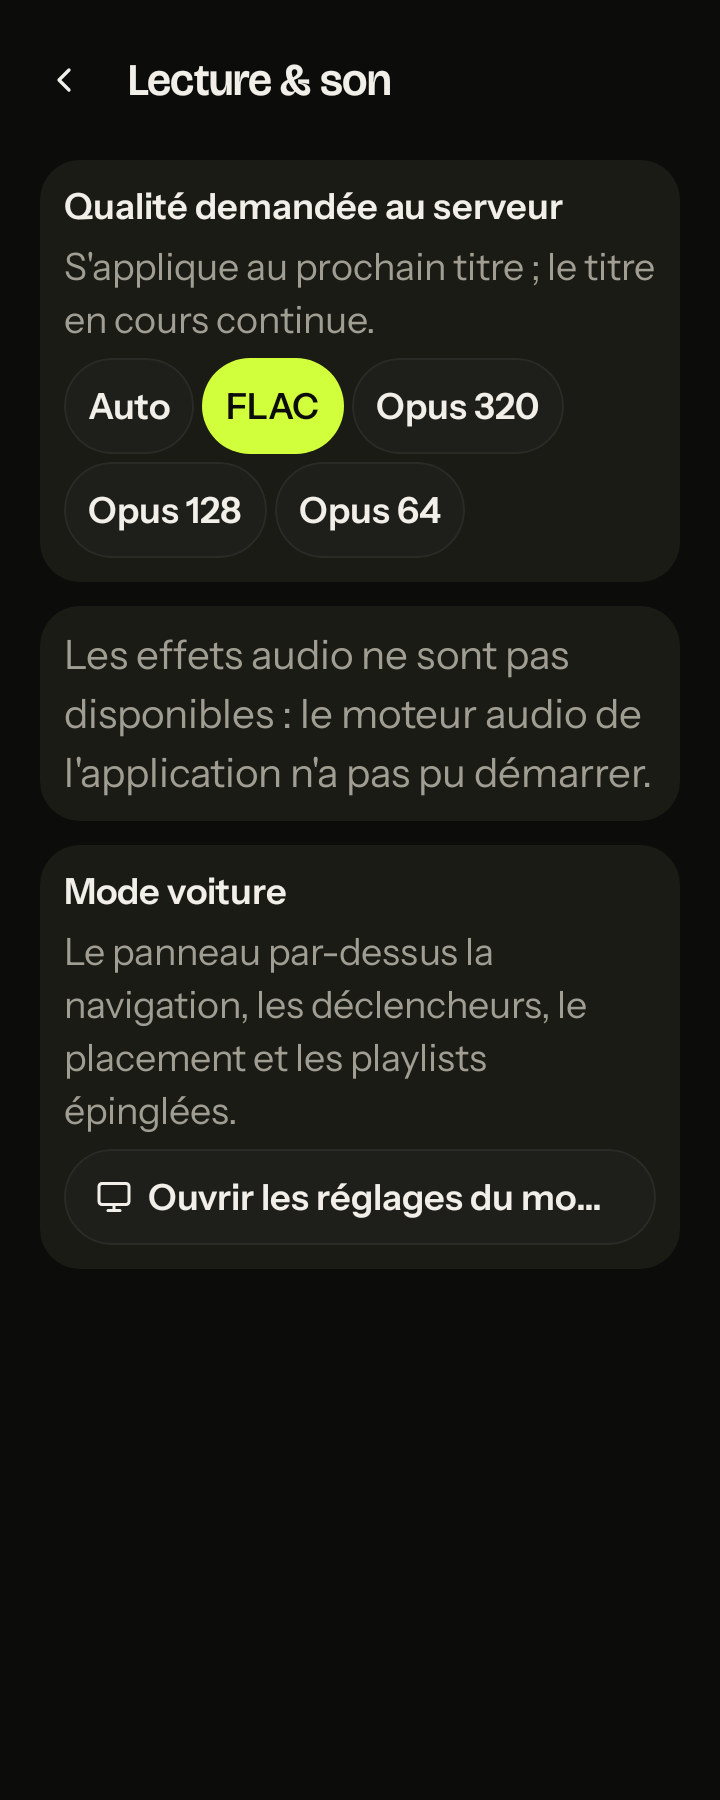 Lecture & son
Qualité demandée au serveur
S'applique au prochain titre ; le titre
en cours continue.
Auto
FLAC
Opus 320
Opus 128
Opus 64
Les effets audio ne sont pas
disponibles : le moteur audio de
l'application n'a pas pu démarrer.
Mode voiture
Le panneau par-dessus la
navigation, les déclencheurs, le
placement et les playlists
épinglées.
Ouvrir les réglages du mo...